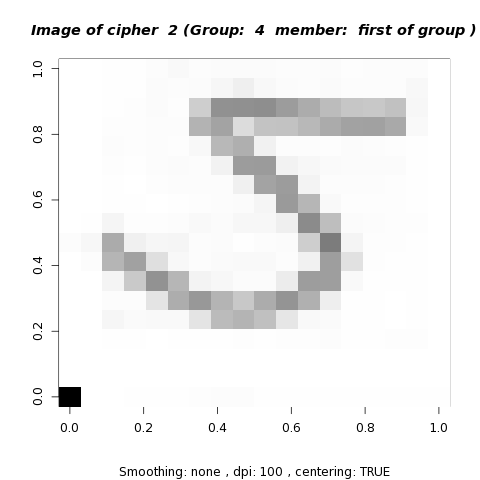 Image of cipher 2 (Group: 4 member: first of group )
1.0
0.8
0.6
0.4
0.2
0.0
0.0 0.2 0.4 0.6 0.8 1.0
Smoothing: none , dpi: 100 , centering: TRUE